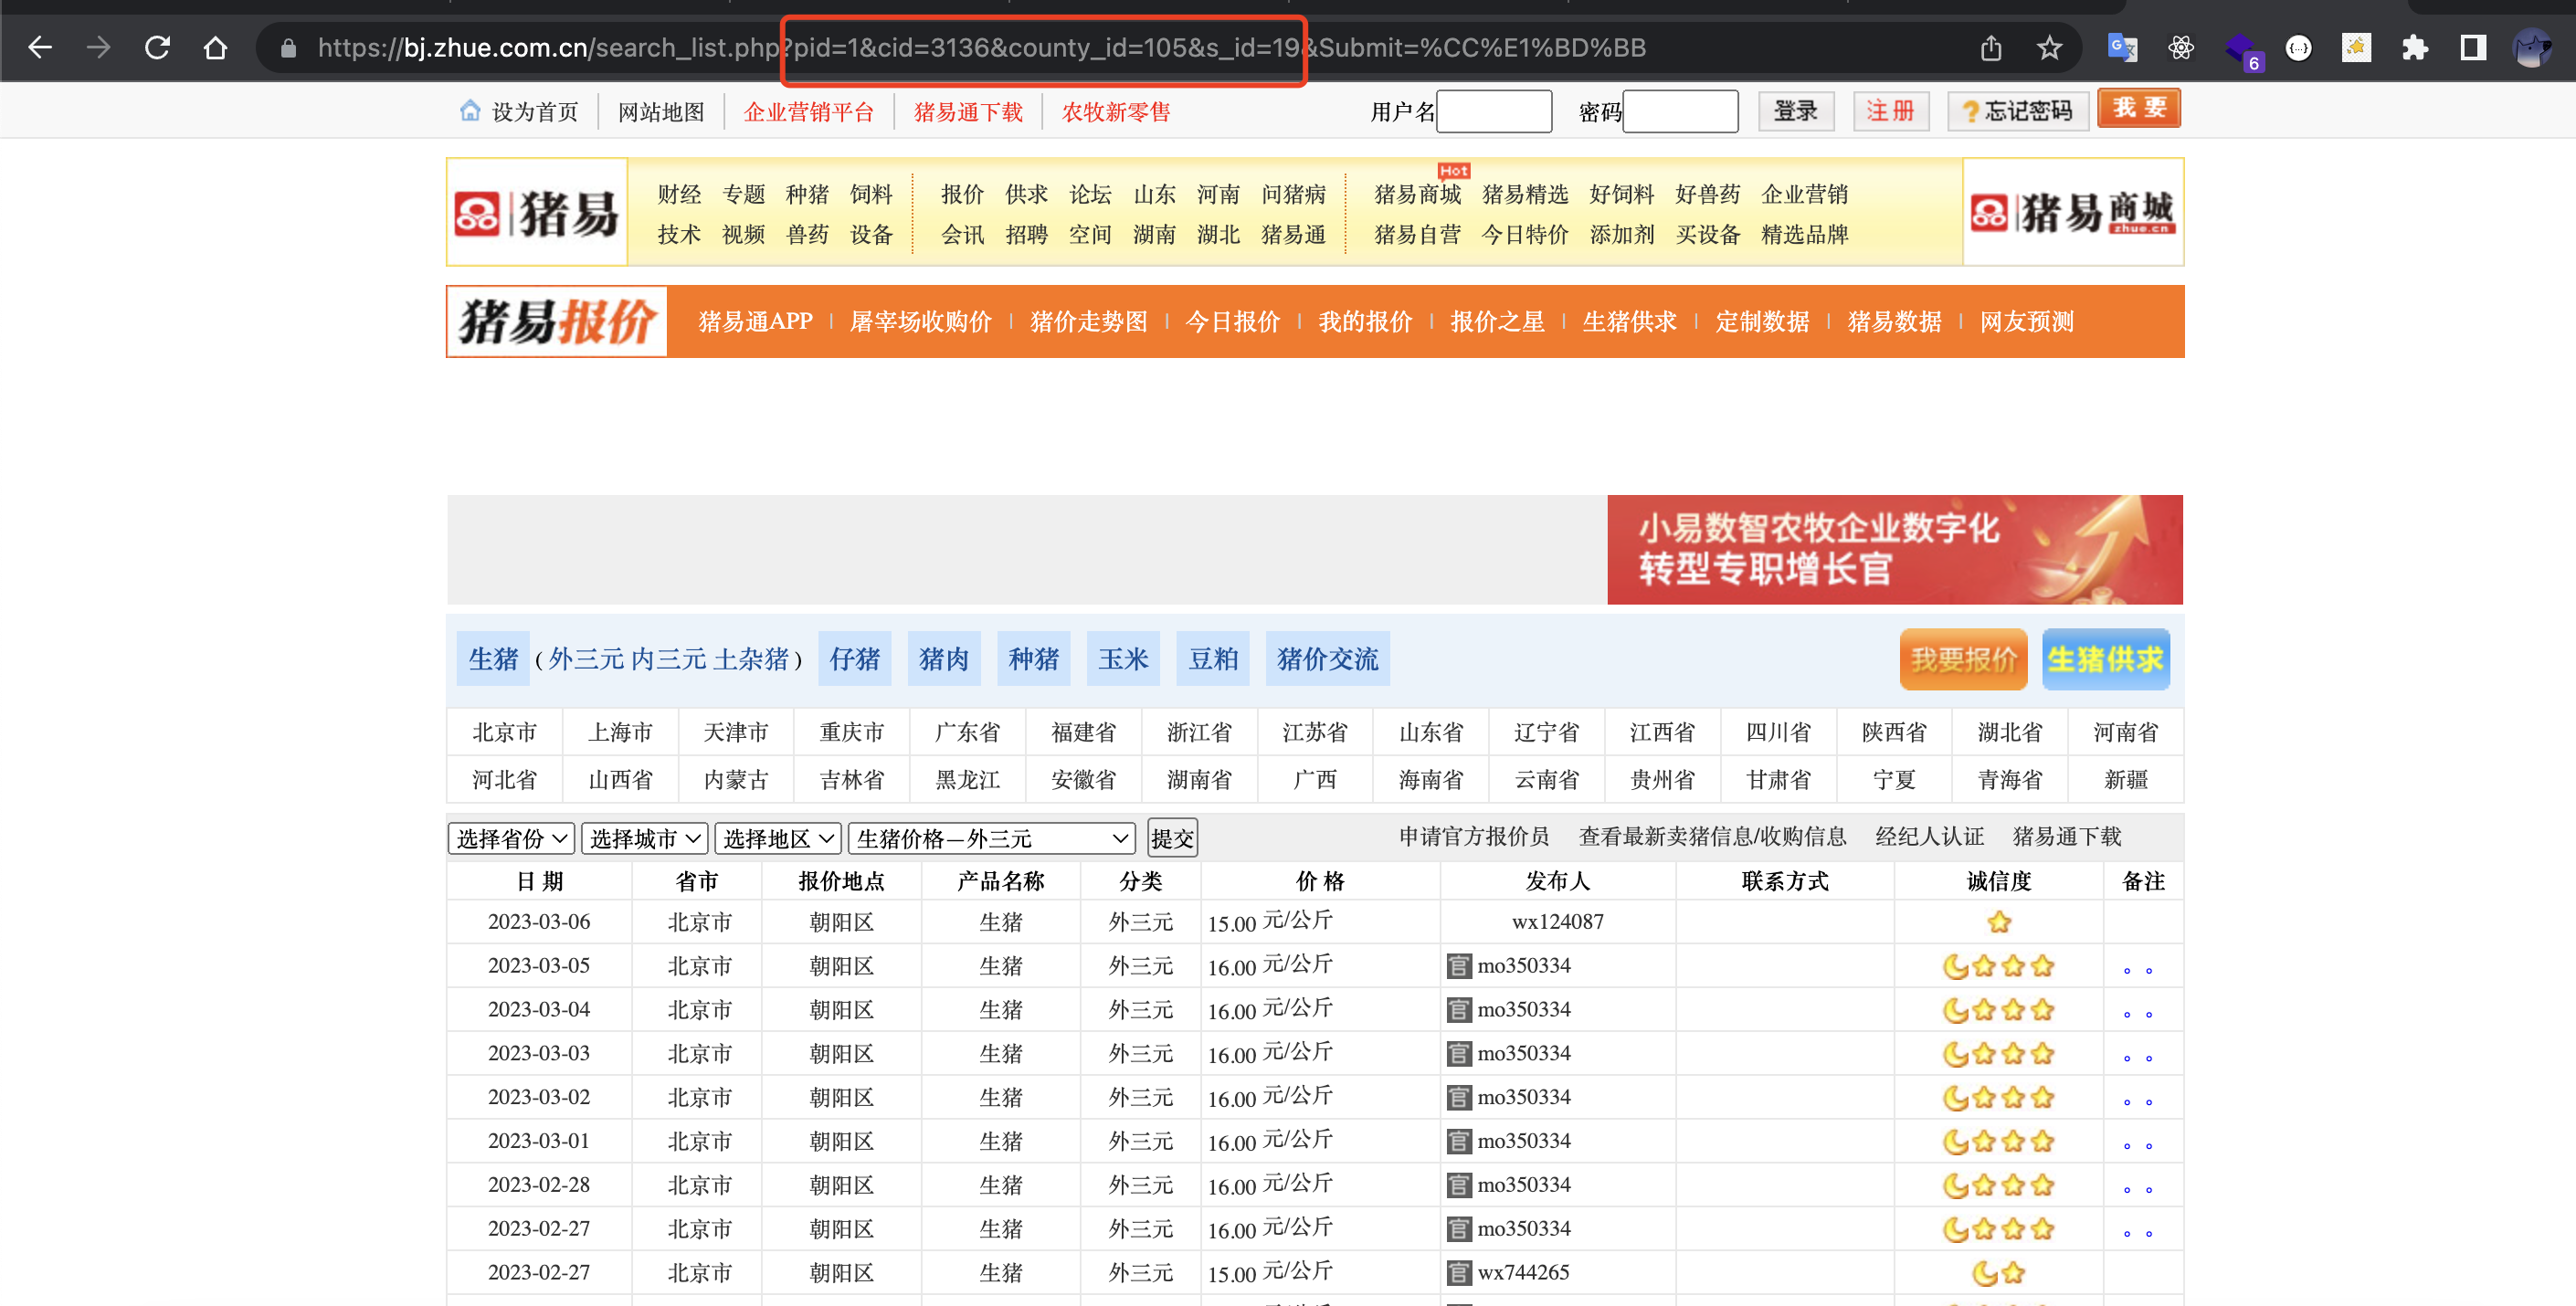 https://bj.zhue.com.cn/search_list.php?pid=1&cid=3136&county_id=105&s_id=19&Submit=%CC%E1%BD%BB
6
设为首页 网站地图 企业营销平台 猪易通下载 农牧新零售 用户名 密码 登录 注册 ?忘记密码 我要
Hot
猪易 财经 专题 种猪 饲料 报价 供求 论坛 山东 河南 问猪病 猪易商城 猪易精选 好饲料 好兽药 企业营销 猪易商城
技术 视频 兽药 设备 会讯 招聘 空间 湖南 湖北 猪易通 猪易自营 今日特价 添加剂 买设备 精选品牌 zhue.cn
猪易报价 猪易通APP | 屠宰场收购价 | 猪价走势图 | 今日报价 | 我的报价 | 报价之星 | 生猪供求 | 定制数据 | 猪易数据 | 网友预测
小易数智农牧企业数字化
转型专职增长官
生猪 ( 外三元 内三元 土杂猪 ) 仔猪 猪肉 种猪 玉米 豆粕 猪价交流 我要报价 生猪供求
北京市 上海市 天津市 重庆市 广东省 福建省 浙江省 江苏省 山东省 辽宁省 江西省 四川省 陕西省 湖北省 河南省
河北省 山西省 内蒙古 吉林省 黑龙江 安徽省 湖南省 广西 海南省 云南省 贵州省 甘肃省 宁夏 青海省 新疆
选择省份 选择城市 选择地区 生猪价格—外三元 提交 申请官方报价员 查看最新卖猪信息/收购信息 经纪人认证 猪易通下载
日 期 省市 报价地点 产品名称 分类 价 格 发布人 联系方式 诚信度 备注
2023-03-06 北京市 朝阳区 生猪 外三元 15.00 元/公斤 wx124087
2023-03-05 北京市 朝阳区 生猪 外三元 16.00 元/公斤 官 mo350334 。。
2023-03-04 北京市 朝阳区 生猪 外三元 16.00 元/公斤 官 mo350334 。。
2023-03-03 北京市 朝阳区 生猪 外三元 16.00 元/公斤 官 mo350334 。。
2023-03-02 北京市 朝阳区 生猪 外三元 16.00 元/公斤 官 mo350334 。。
2023-03-01 北京市 朝阳区 生猪 外三元 16.00 元/公斤 官 mo350334 。。
2023-02-28 北京市 朝阳区 生猪 外三元 16.00 元/公斤 官 mo350334 。。
2023-02-27 北京市 朝阳区 生猪 外三元 16.00 元/公斤 官 mo350334 。。
2023-02-27 北京市 朝阳区 生猪 外三元 15.00 元/公斤 官 wx744265